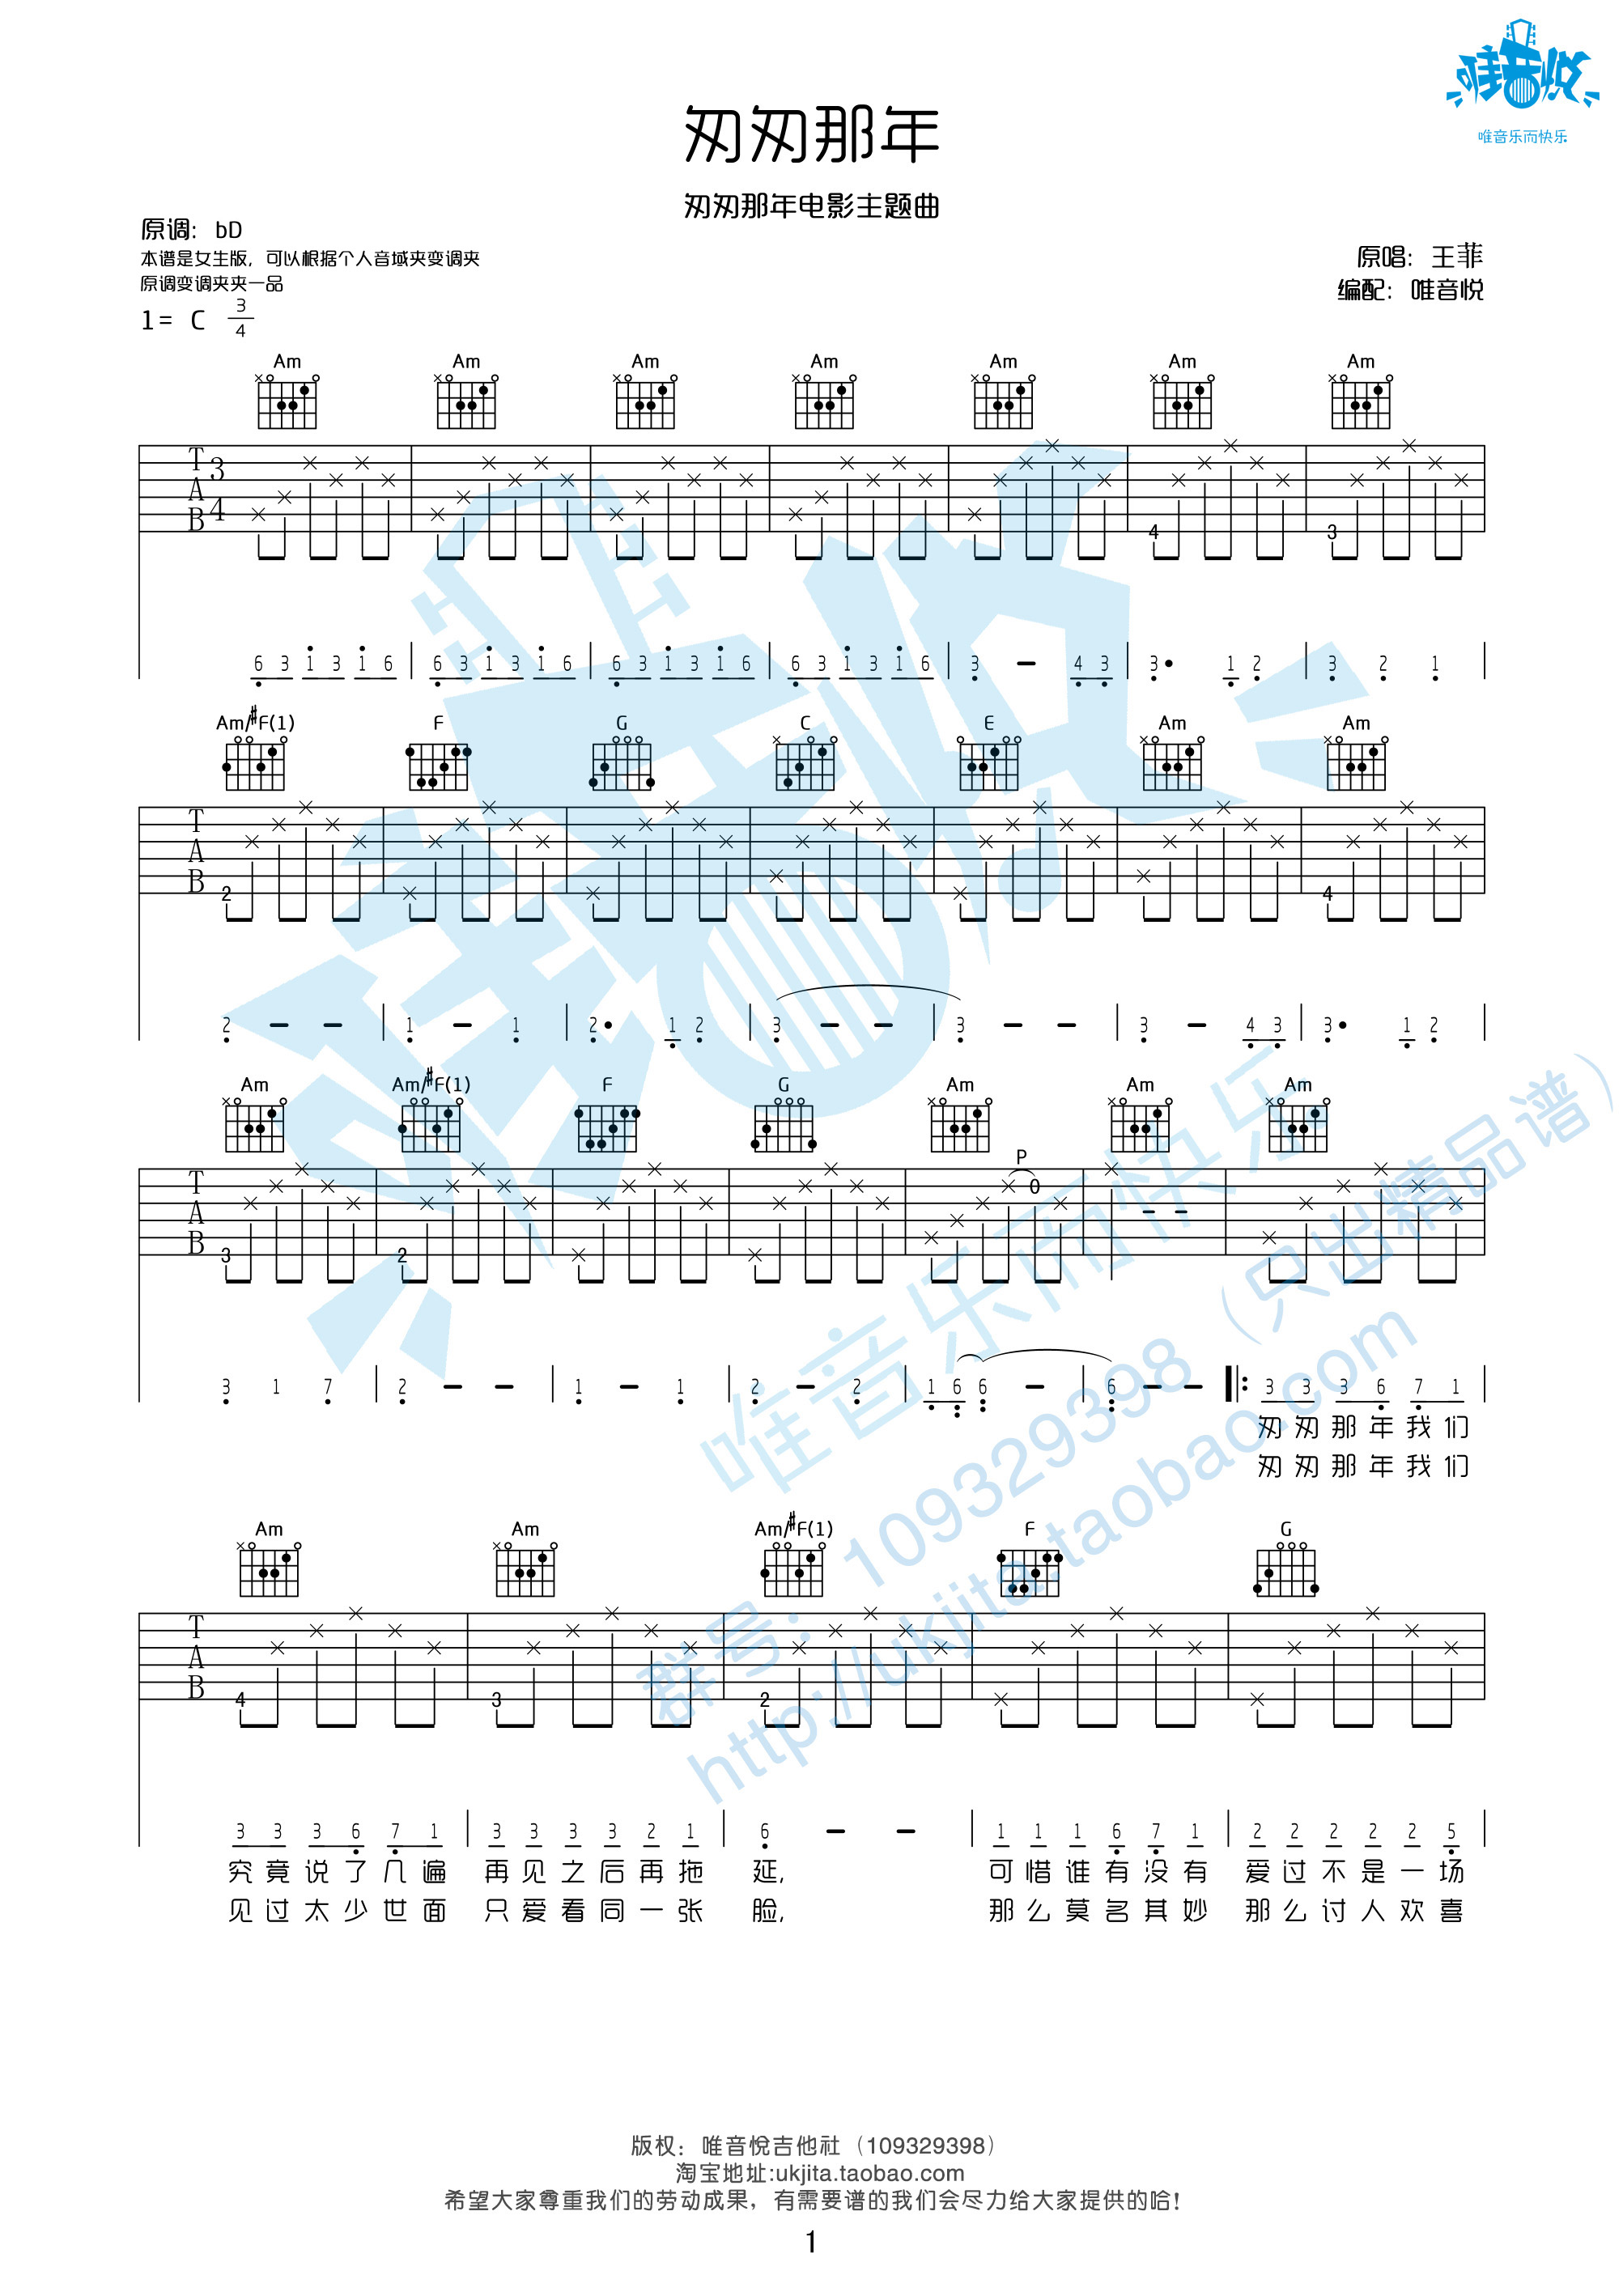 唯音悦
唯音乐而快乐
匆匆那年
匆匆那年电影主题曲
原调：bD
本谱是女生版，可以根据个人音域夹变调夹
原调变调夹夹一品
1= C 3/4
原唱：王菲
编配：唯音悦
Am Am Am Am Am Am Am
T A B 3 4 4 3
6 3 1 3 1 6 | 6 3 1 3 1 6 | 6 3 1 3 1 6 | 6 3 1 3 1 6 | 3 – 4 3 | 3• 1 2 | 3 2 1
Am/#F(1) F G C E Am Am
T A B 2 4
2 – – | 1 – 1 | 2• 1 2 | 3 – – | 3 – – | 3 – 4 3 | 3• 1 2
Am Am/#F(1) F G Am Am Am
P
T A B 3 2 0
3 1 7 | 2 – – | 1 – 1 | 2 – 2 | 1 6 6 – | 6 – – |: 3 3 3 6 7 1
匆匆那年我们
匆匆那年我们
Am Am Am/#F(1) F G
T A B 4 3 2
3 3 3 6 7 1 | 3 3 3 3 2 1 | 6 – – | 1 1 1 6 7 1 | 2 2 2 2 2 5
究竟说了几遍 再见之后再拖 延, 可惜谁有没有 爱过不是一场
见过太少世面 只爱看同一张 脸, 那么莫名其妙 那么讨人欢喜
唯音乐而快乐
群号：109329398（只出精品谱）
http://ukjita.taobao.com
版权：唯音悦吉他社（109329398）
淘宝地址:ukjita.taobao.com
希望大家尊重我们的劳动成果，有需要谱的我们会尽力给大家提供的哈!
1